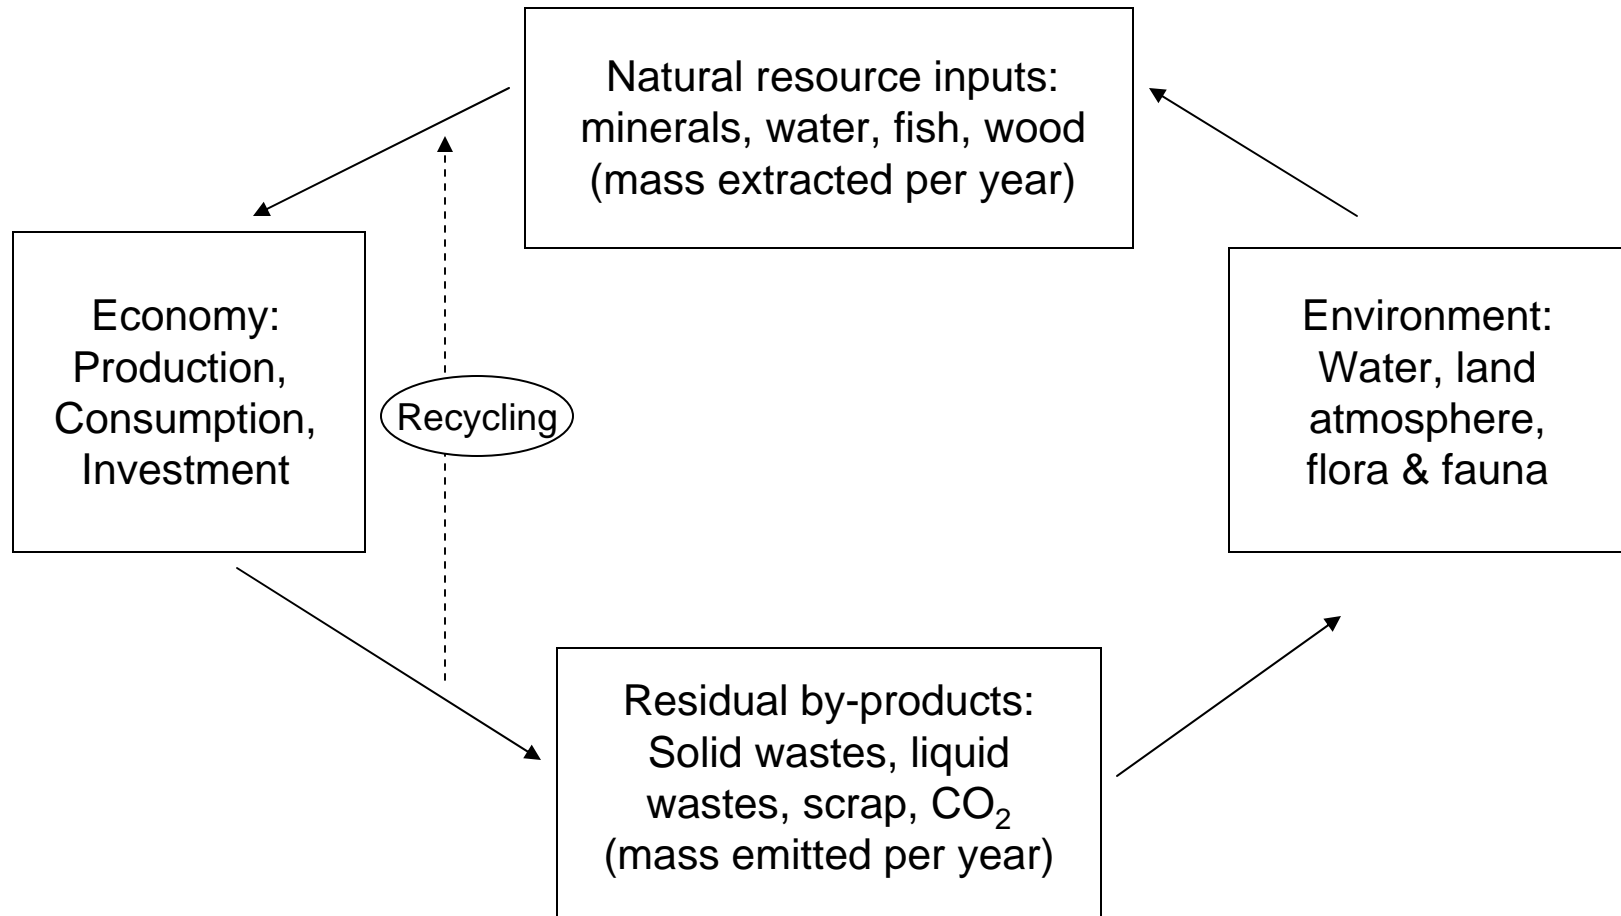 Natural resource inputs:
minerals, water, fish, wood
(mass extracted per year)
Economy:
Production,
Consumption,
Investment
Recycling
Environment:
Water, land
atmosphere,
flora & fauna
Residual by-products:
Solid wastes, liquid
wastes, scrap, CO₂
(mass emitted per year)